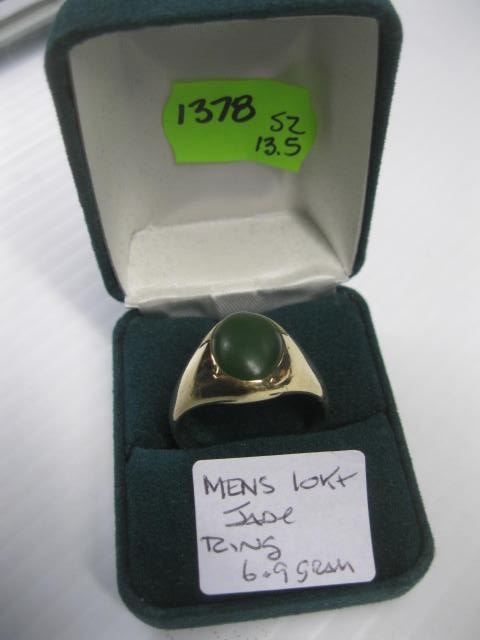 1378 SZ
13.5
MENS 10Kt
JADE
RING
6.9 gram